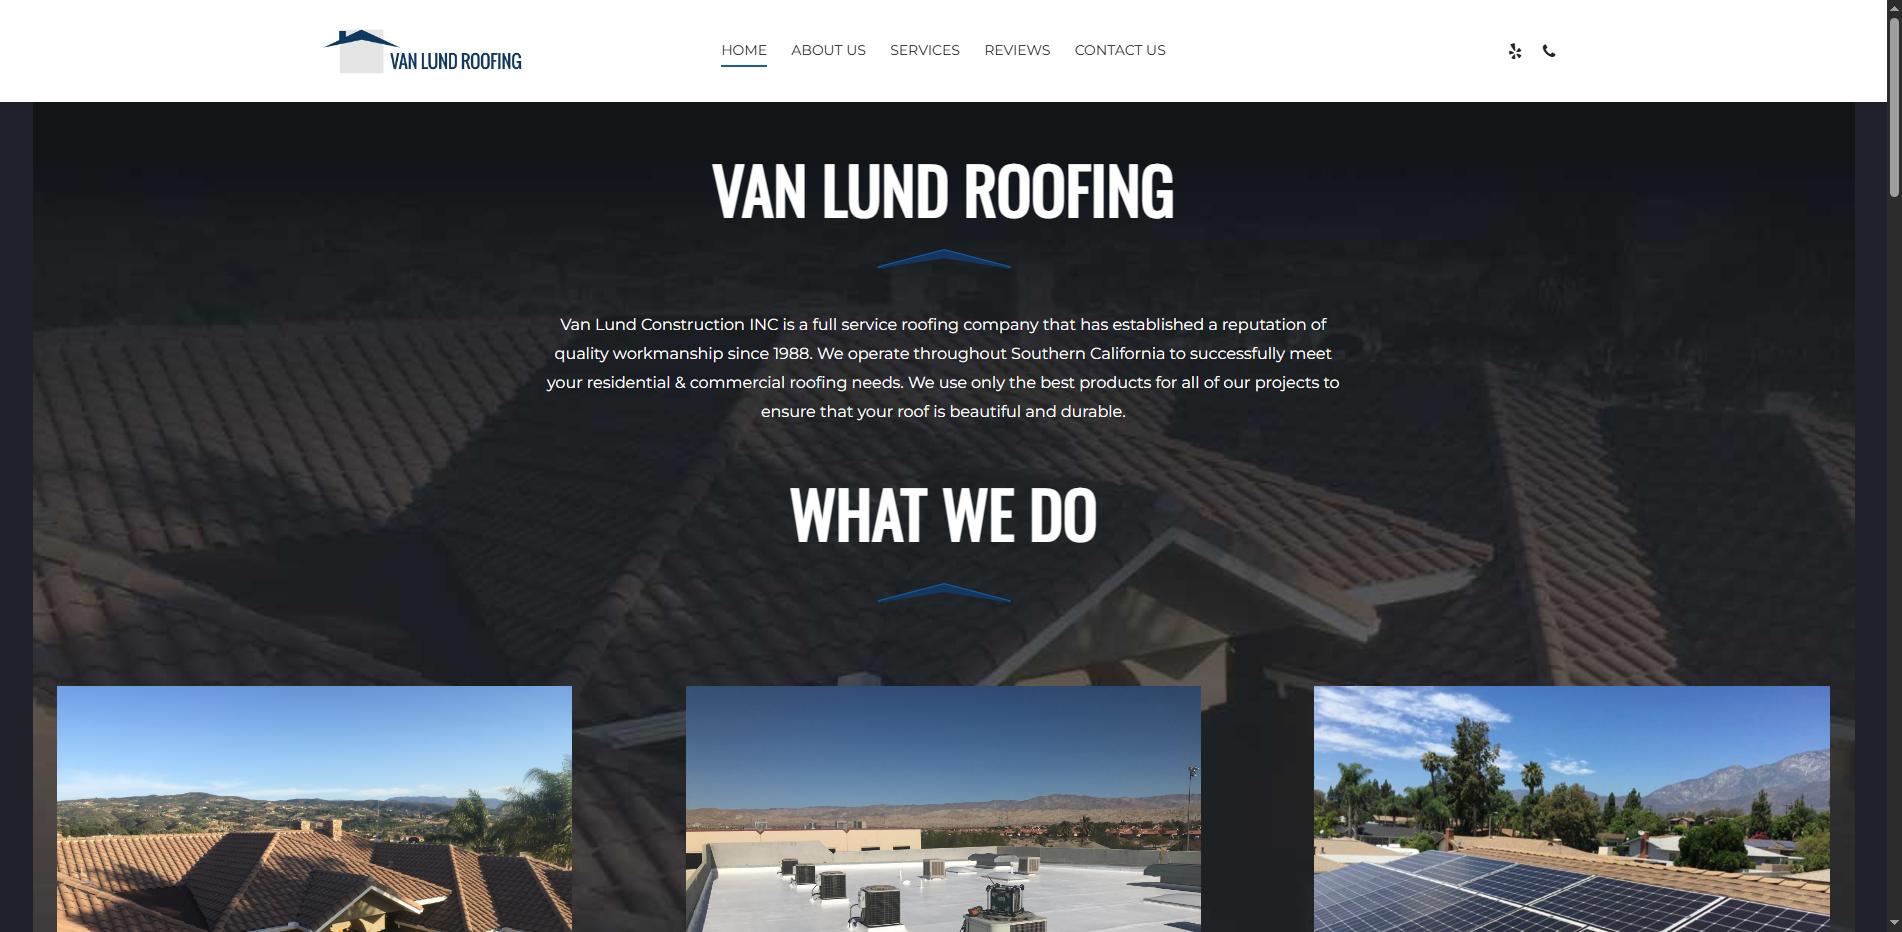 VAN LUND ROOFING
HOME
ABOUT US
SERVICES
REVIEWS
CONTACT US
VAN LUND ROOFING
Van Lund Construction INC is a full service roofing company that has established a reputation of
quality workmanship since 1988. We operate throughout Southern California to successfully meet
your residential & commercial roofing needs. We use only the best products for all of our projects to
ensure that your roof is beautiful and durable.
WHAT WE DO